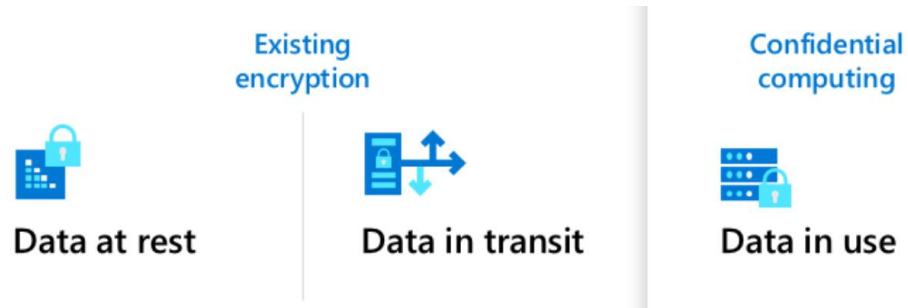 Existing
encryption
Confidential
computing
Data at rest
Data in transit
Data in use